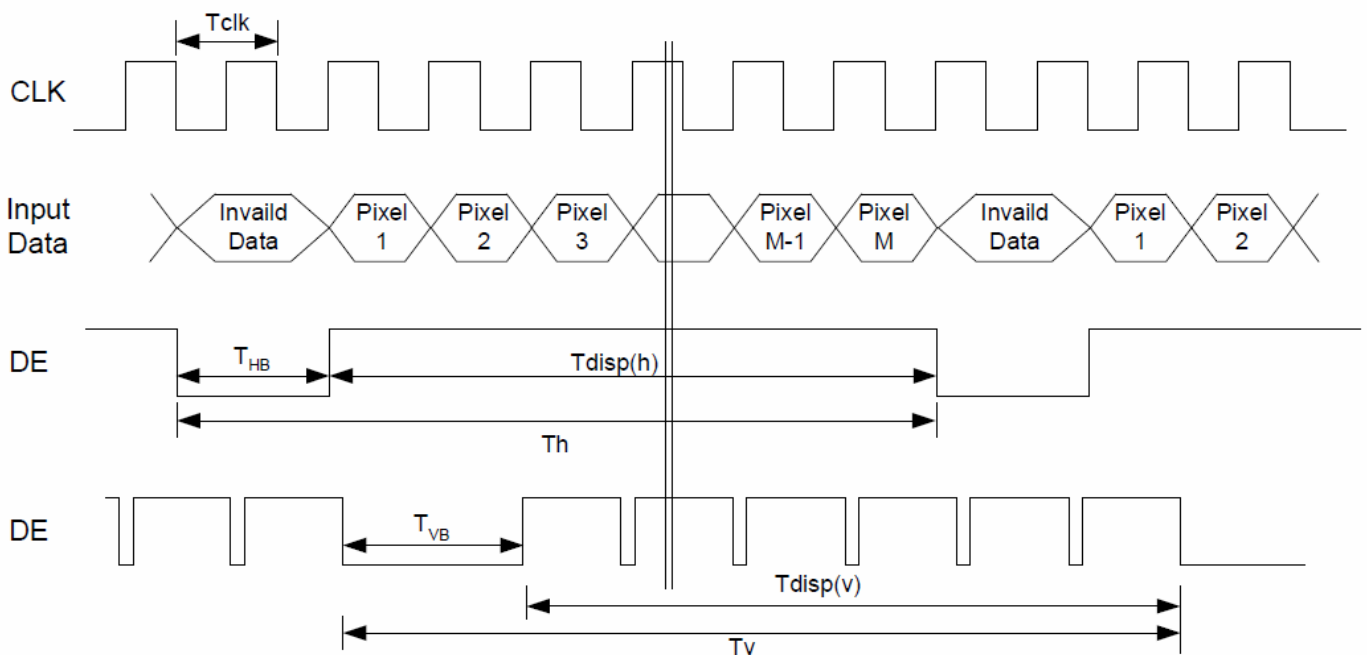 Tclk
CLK
Input
Data
Invaild
Data
Pixel
1
Pixel
2
Pixel
3
Pixel
M-1
Pixel
M
Invaild
Data
Pixel
1
Pixel
2
DE
THB
Tdisp(h)
Th
DE
TVB
Tdisp(v)
Tv